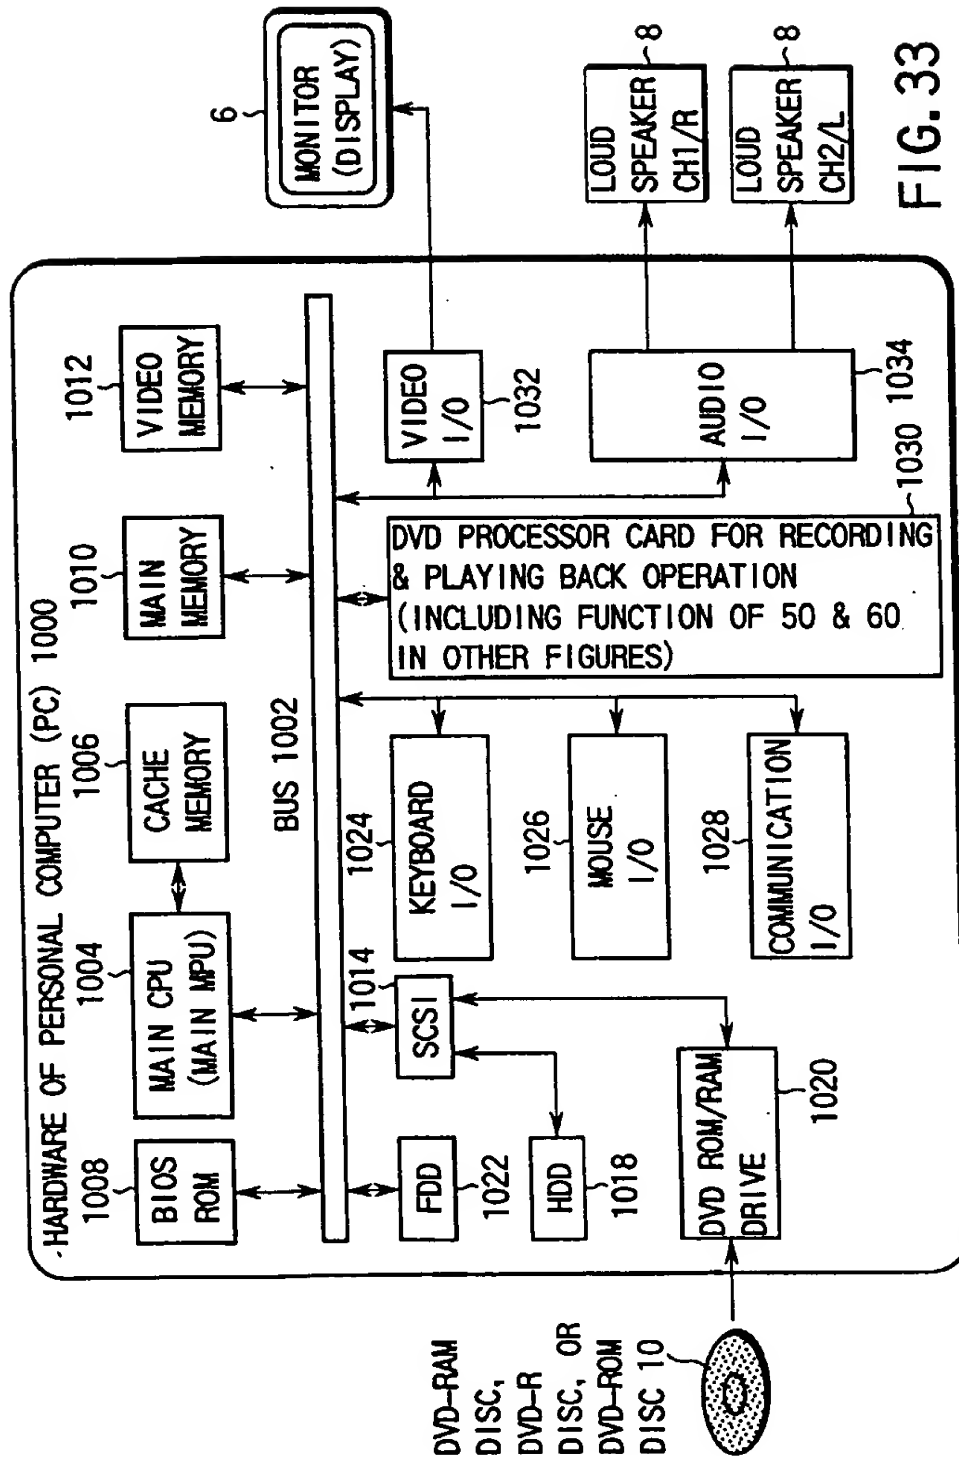 HARDWARE OF PERSONAL COMPUTER (PC) 1000
1008
BIOS
ROM
1004
MAIN CPU
(MAIN MPU)
1006
CACHE
MEMORY
1010
MAIN
MEMORY
1012
VIDEO
MEMORY
6
MONITOR
(DISPLAY)
BUS 1002
FDD
1022
HDD
1018
1014
SCSI
DVD ROM/RAM
DRIVE
1020
1024
KEYBOARD
I/O
1026
MOUSE
I/O
1028
COMMUNICATION
I/O
DVD PROCESSOR CARD FOR RECORDING
& PLAYING BACK OPERATION
(INCLUDING FUNCTION OF 50 & 60
IN OTHER FIGURES)
1030
VIDEO
I/O
1032
AUDIO
I/O
1034
LOUD
SPEAKER
CH1/R
8
LOUD
SPEAKER
CH2/L
8
DVD-RAM
DISC,
DVD-R
DISC, OR
DVD-ROM
DISC 10
FIG. 33